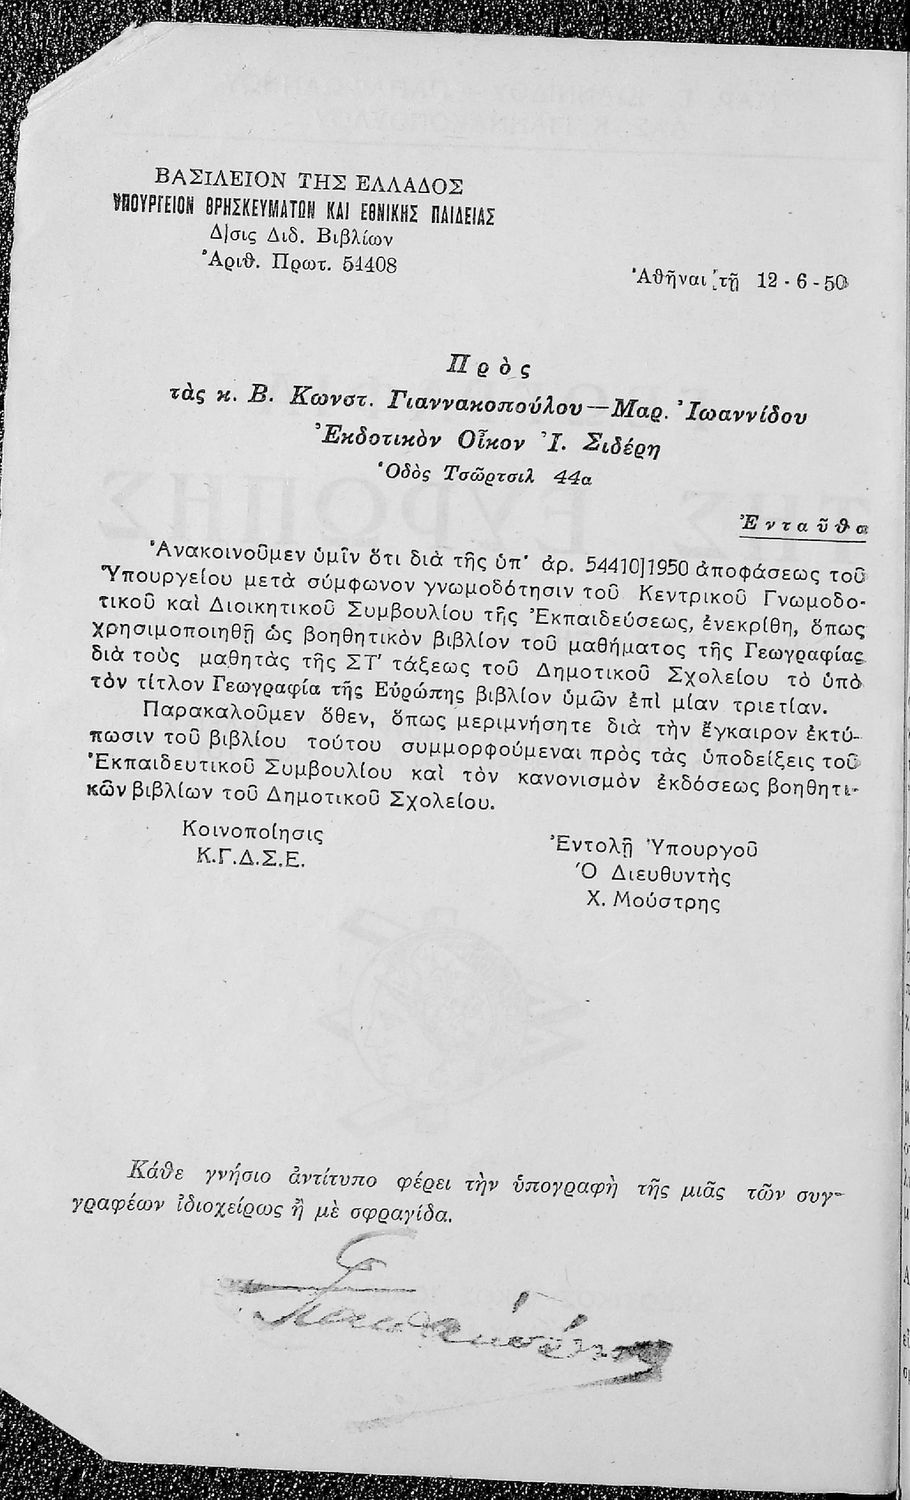 ΒΑΣΙΛΕΙΟΝ ΤΗΣ ΕΛΛΑΔΟΣ
ΥΠΟΥΡΓΕΙΟΝ ΘΡΗΣΚΕΥΜΑΤΩΝ ΚΑΙ ΕΘΝΙΚΗΣ ΠΑΙΔΕΙΑΣ
Δ)σις Διδ. Βιβλίων
Ἀριθ. Πρωτ. 54408
Ἀθῆναι τῇ 12 - 6 - 50
Πρὸς
τὰς κ. Β. Κωνστ. Γιαννακοπούλου—Μαρ. Ἰωαννίδου
Ἐκδοτικὸν Οἶκον Ἰ. Σιδέρη
Ὁδὸς Τσῶρτσιλ 44α
Ἐνταῦθα
Ἀνακοινοῦμεν ὑμῖν ὅτι διὰ τῆς ὑπ' ἀρ. 54410)1950 ἀποφάσεως τοῦ
Ὑπουργείου μετὰ σύμφωνον γνωμοδότησιν τοῦ Κεντρικοῦ Γνωμοδο-
τικοῦ καὶ Διοικητικοῦ Συμβουλίου τῆς Ἐκπαιδεύσεως, ἐνεκρίθη, ὅπως
χρησιμοποιηθῇ ὡς βοηθητικὸν βιβλίον τοῦ μαθήματος τῆς Γεωγραφίας
διὰ τοὺς μαθητὰς τῆς ΣΤ' τάξεως τοῦ Δημοτικοῦ Σχολείου τὸ ὑπὸ
τὸν τίτλον Γεωγραφία τῆς Εὐρώπης βιβλίον ὑμῶν ἐπὶ μίαν τριετίαν.
Παρακαλοῦμεν ὅθεν, ὅπως μεριμνήσητε διὰ τὴν ἔγκαιρον ἐκτύ-
πωσιν τοῦ βιβλίου τούτου συμμορφούμεναι πρὸς τὰς ὑποδείξεις τοῦ
Ἐκπαιδευτικοῦ Συμβουλίου καὶ τὸν κανονισμὸν ἐκδόσεως βοηθητι-
κῶν βιβλίων τοῦ Δημοτικοῦ Σχολείου.
Κοινοποίησις
Κ.Γ.Δ.Σ.Ε.
Ἐντολῇ Ὑπουργοῦ
Ὁ Διευθυντὴς
Χ. Μούστρης
Κάθε γνήσιο ἀντίτυπο φέρει τὴν ὑπογραφὴ τῆς μιᾶς τῶν συγ-
γραφέων ἰδιοχείρως ἢ μὲ σφραγίδα.